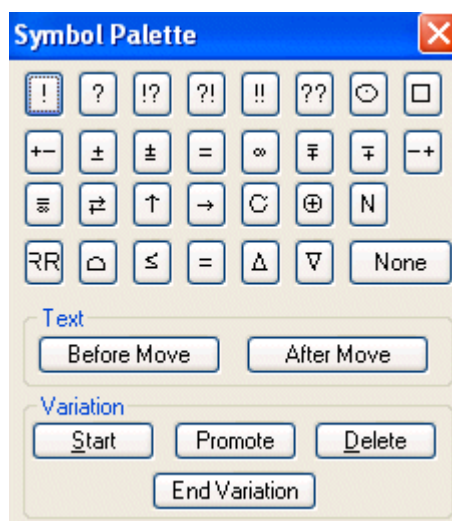 Symbol Palette
! ? !? ?! !! ?? ⊙ □
+− ± ⩲ = ∞ ⩱ ∓ −+
⇄ ↑ → ⊕ N
RR ⌓ ≤ = Δ ∇ None
Text
Before Move After Move
Variation
Start Promote Delete
End Variation